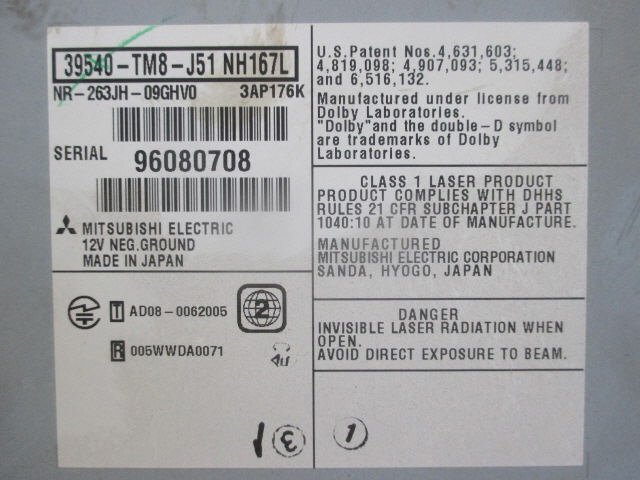 39540-TM8-J51 NH167L
NR-263JH-09GHV0 3AP176K
SERIAL 96080708
MITSUBISHI ELECTRIC
12V NEG.GROUND
MADE IN JAPAN
T AD08-0062005
2
R 005WWDA0071
1 3
U.S.Patent Nos.4,631,603;
4,819,098; 4,907,093; 5,315,448;
and 6,516,132.
Manufactured under license from
Dolby Laboratories.
"Dolby"and the double-D symbol
are trademarks of Dolby
Laboratories.
CLASS 1 LASER PRODUCT
PRODUCT COMPLIES WITH DHHS
RULES 21 CFR SUBCHAPTER J PART
1040:10 AT DATE OF MANUFACTURE.
MANUFACTURED
MITSUBISHI ELECTRIC CORPORATION
SANDA, HYOGO, JAPAN
DANGER
INVISIBLE LASER RADIATION WHEN
OPEN.
AVOID DIRECT EXPOSURE TO BEAM.
1